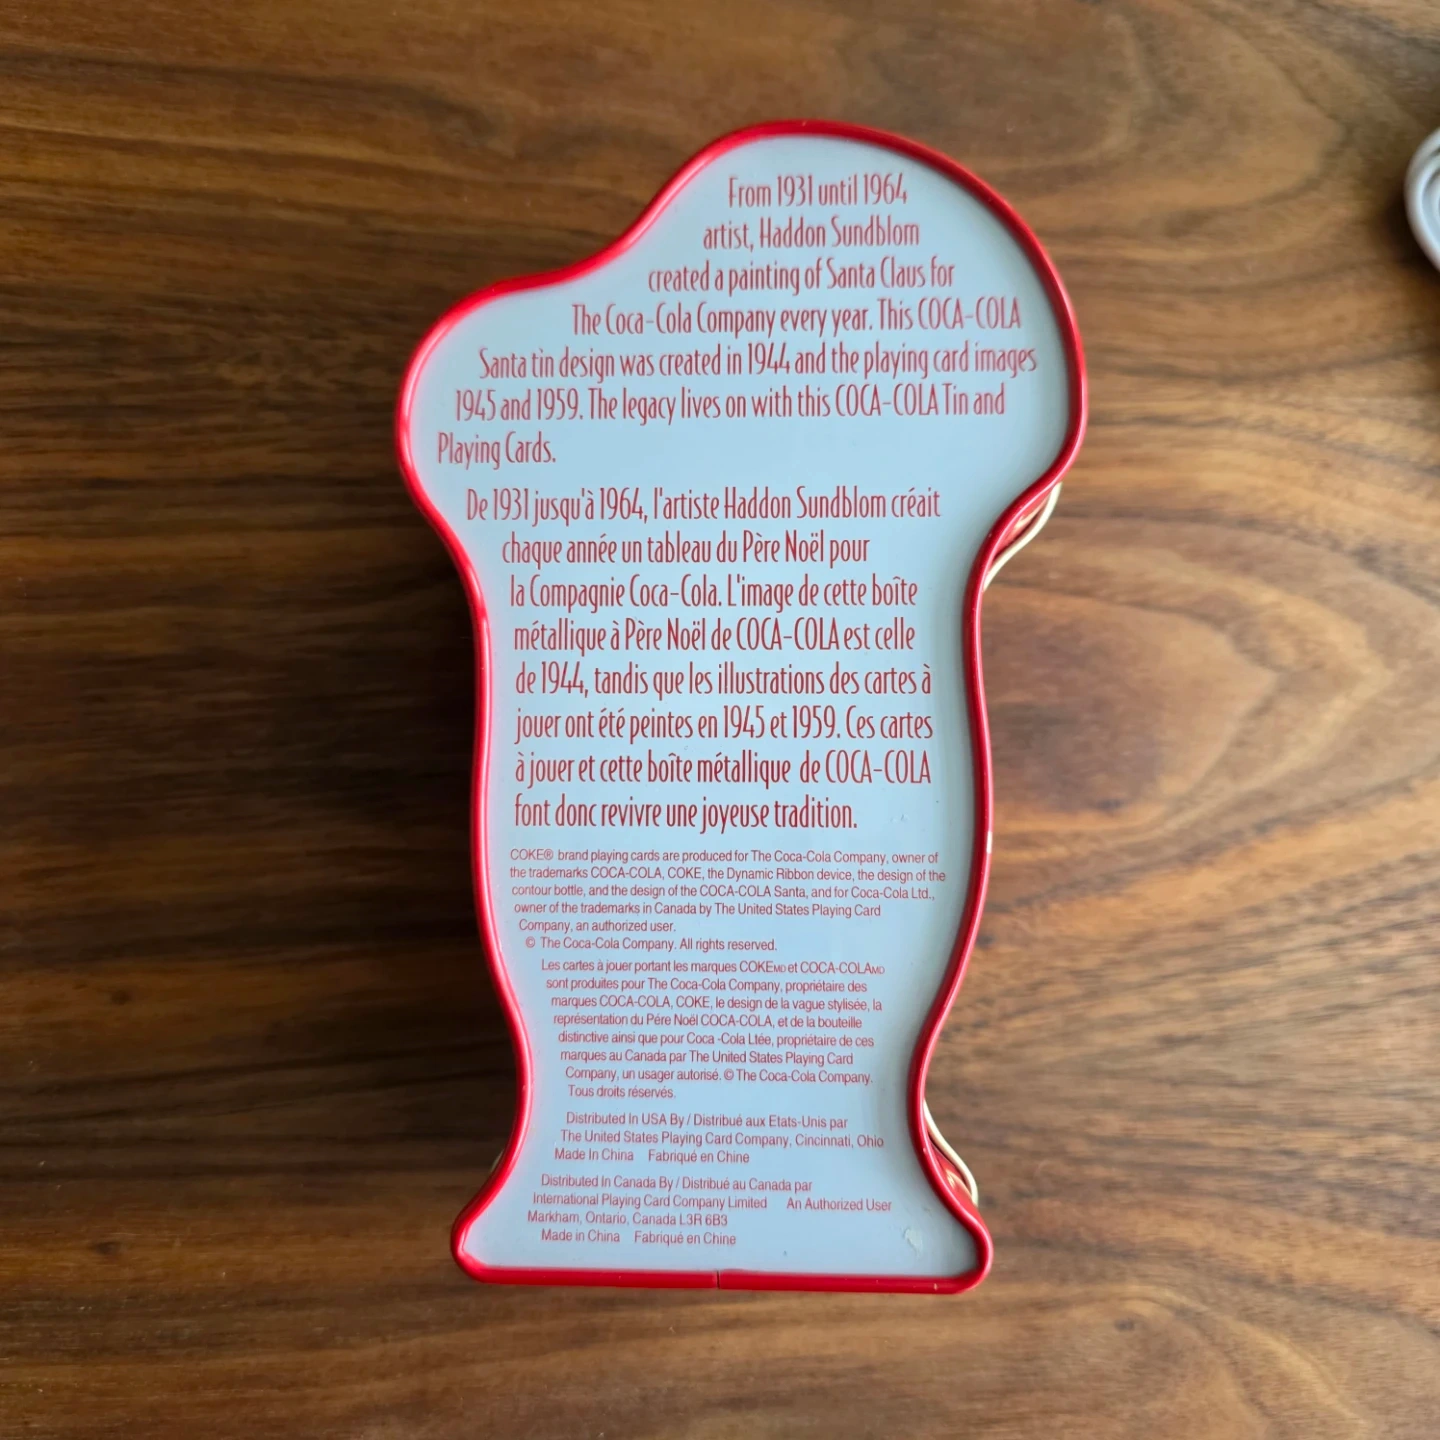 From 1931 until 1964
artist, Haddon Sundblom
created a painting of Santa Claus for
The Coca-Cola Company every year. This COCA-COLA
Santa tin design was created in 1944 and the playing card images
1945 and 1959. The legacy lives on with this COCA-COLA Tin and
Playing Cards.
De 1931 jusqu'à 1964, l'artiste Haddon Sundblom créait
chaque année un tableau du Père Noël pour
la Compagnie Coca-Cola. L'image de cette boîte
métallique à Père Noël de COCA-COLA est celle
de 1944, tandis que les illustrations des cartes à
jouer ont été peintes en 1945 et 1959. Ces cartes
à jouer et cette boîte métallique de COCA-COLA
font donc revivre une joyeuse tradition.
COKE® brand playing cards are produced for The Coca-Cola Company, owner of
the trademarks COCA-COLA, COKE, the Dynamic Ribbon device, the design of the
contour bottle, and the design of the COCA-COLA Santa, and for Coca-Cola Ltd.,
owner of the trademarks in Canada by The United States Playing Card
Company, an authorized user.
© The Coca-Cola Company. All rights reserved.
Les cartes à jouer portant les marques COKEMD et COCA-COLAMD
sont produites pour The Coca-Cola Company, propriétaire des
marques COCA-COLA, COKE, le design de la vague stylisée, la
représentation du Pére Noël COCA-COLA, et de la bouteille
distinctive ainsi que pour Coca -Cola Ltée, propriétaire de ces
marques au Canada par The United States Playing Card
Company, un usager autorisé. © The Coca-Cola Company.
Tous droits réservés.
Distributed In USA By / Distribué aux Etats-Unis par
The United States Playing Card Company, Cincinnati, Ohio
Made In China Fabriqué en Chine
Distributed In Canada By / Distribué au Canada par
International Playing Card Company Limited An Authorized User
Markham, Ontario, Canada L3R 6B3
Made in China Fabriqué en Chine